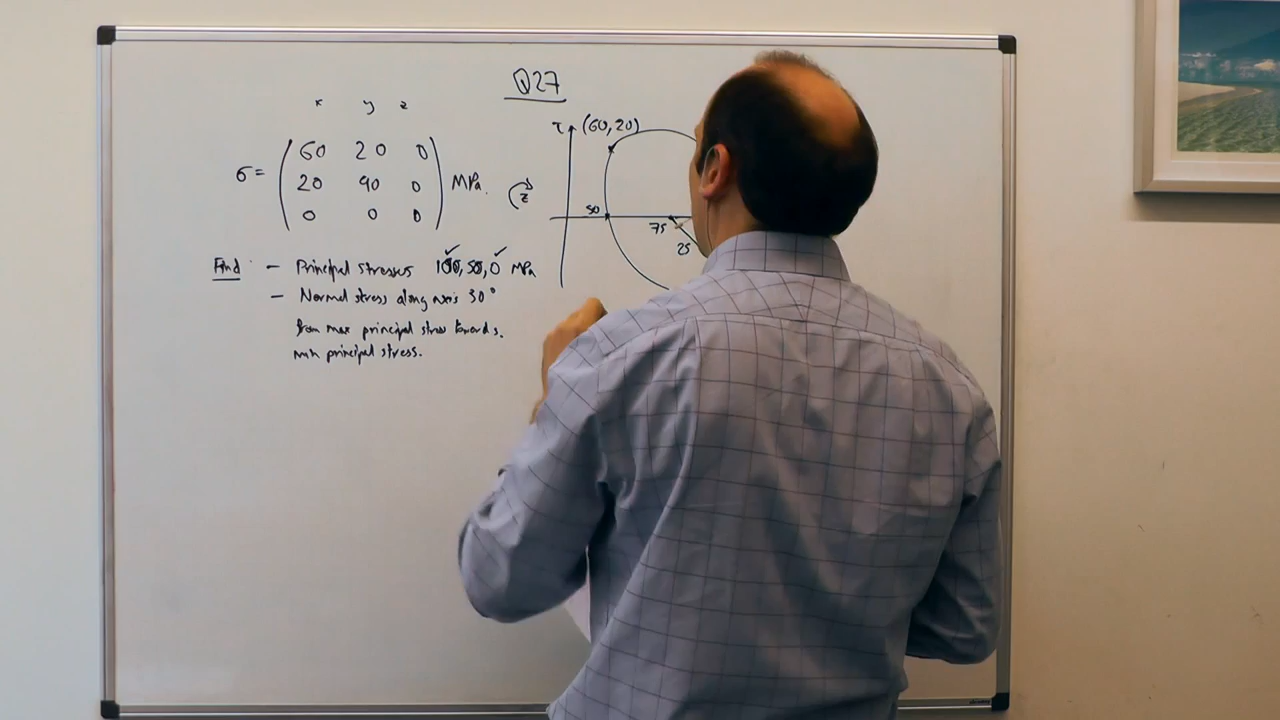 Q27
x y z
σ = ( 60 20 0
20 90 0
0 0 0 ) MPa.
z
Find: - Principal stresses 100, 50, 0 MPa
- Normal stress along axis 30°
from max principal stress towards
min principal stress.
τ (60, 20)
50
75
25